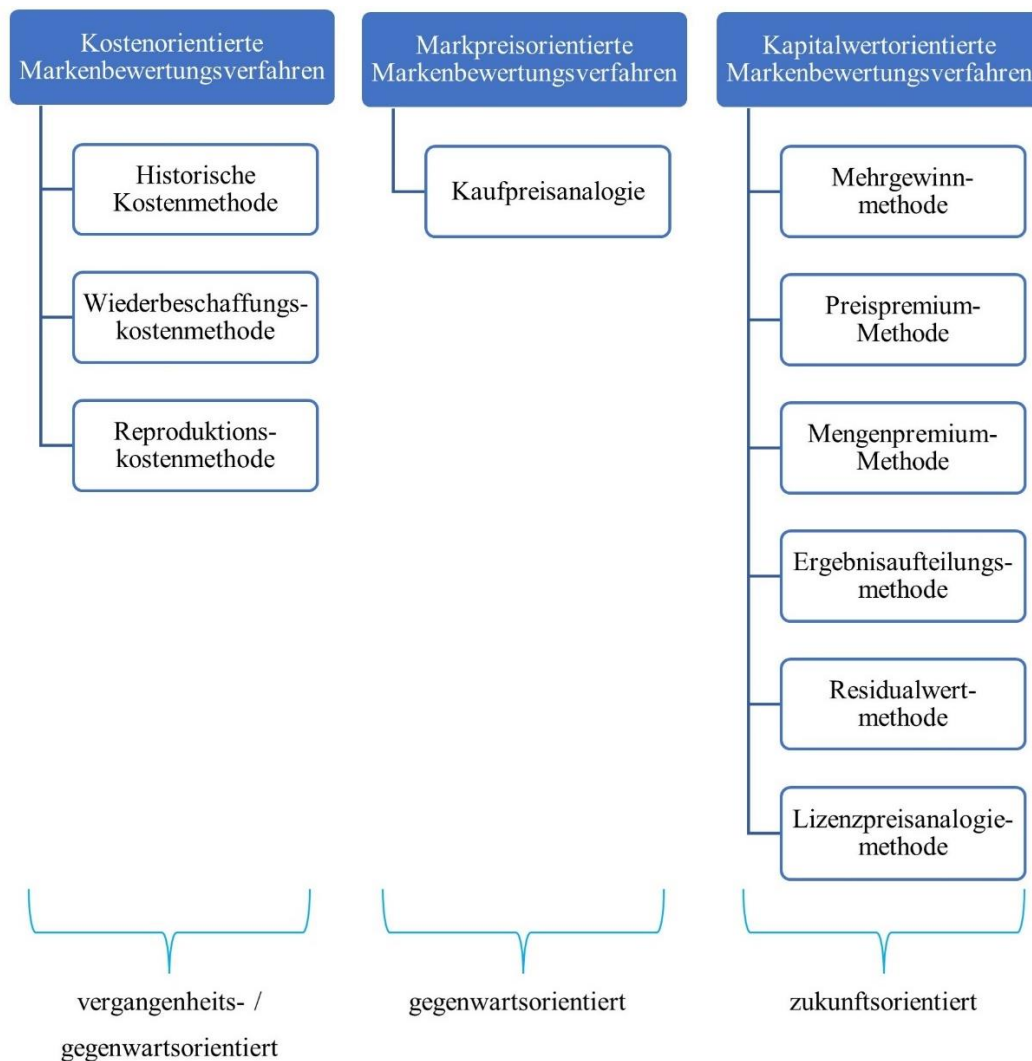 Kostenorientierte
Markenbewertungsverfahren
Historische
Kostenmethode
Wiederbeschaffungs-
kostenmethode
Reproduktions-
kostenmethode
vergangenheits- /
gegenwartsorientiert
Markpreisorientierte
Markenbewertungsverfahren
Kaufpreisanalogie
gegenwartsorientiert
Kapitalwertorientierte
Markenbewertungsverfahren
Mehrgewinn-
methode
Preispremium-
Methode
Mengenpremium-
Methode
Ergebnisaufteilungs-
methode
Residualwert-
methode
Lizenzpreisanalogie-
methode
zukunftsorientiert